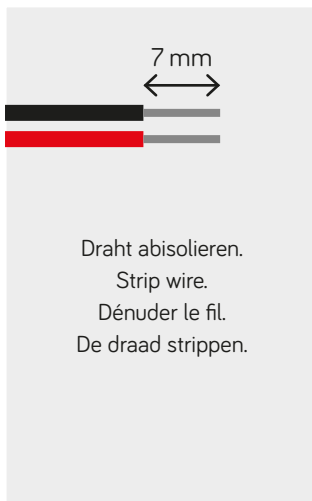 7 mm
Draht abisolieren.
Strip wire.
Dénuder le fil.
De draad strippen.